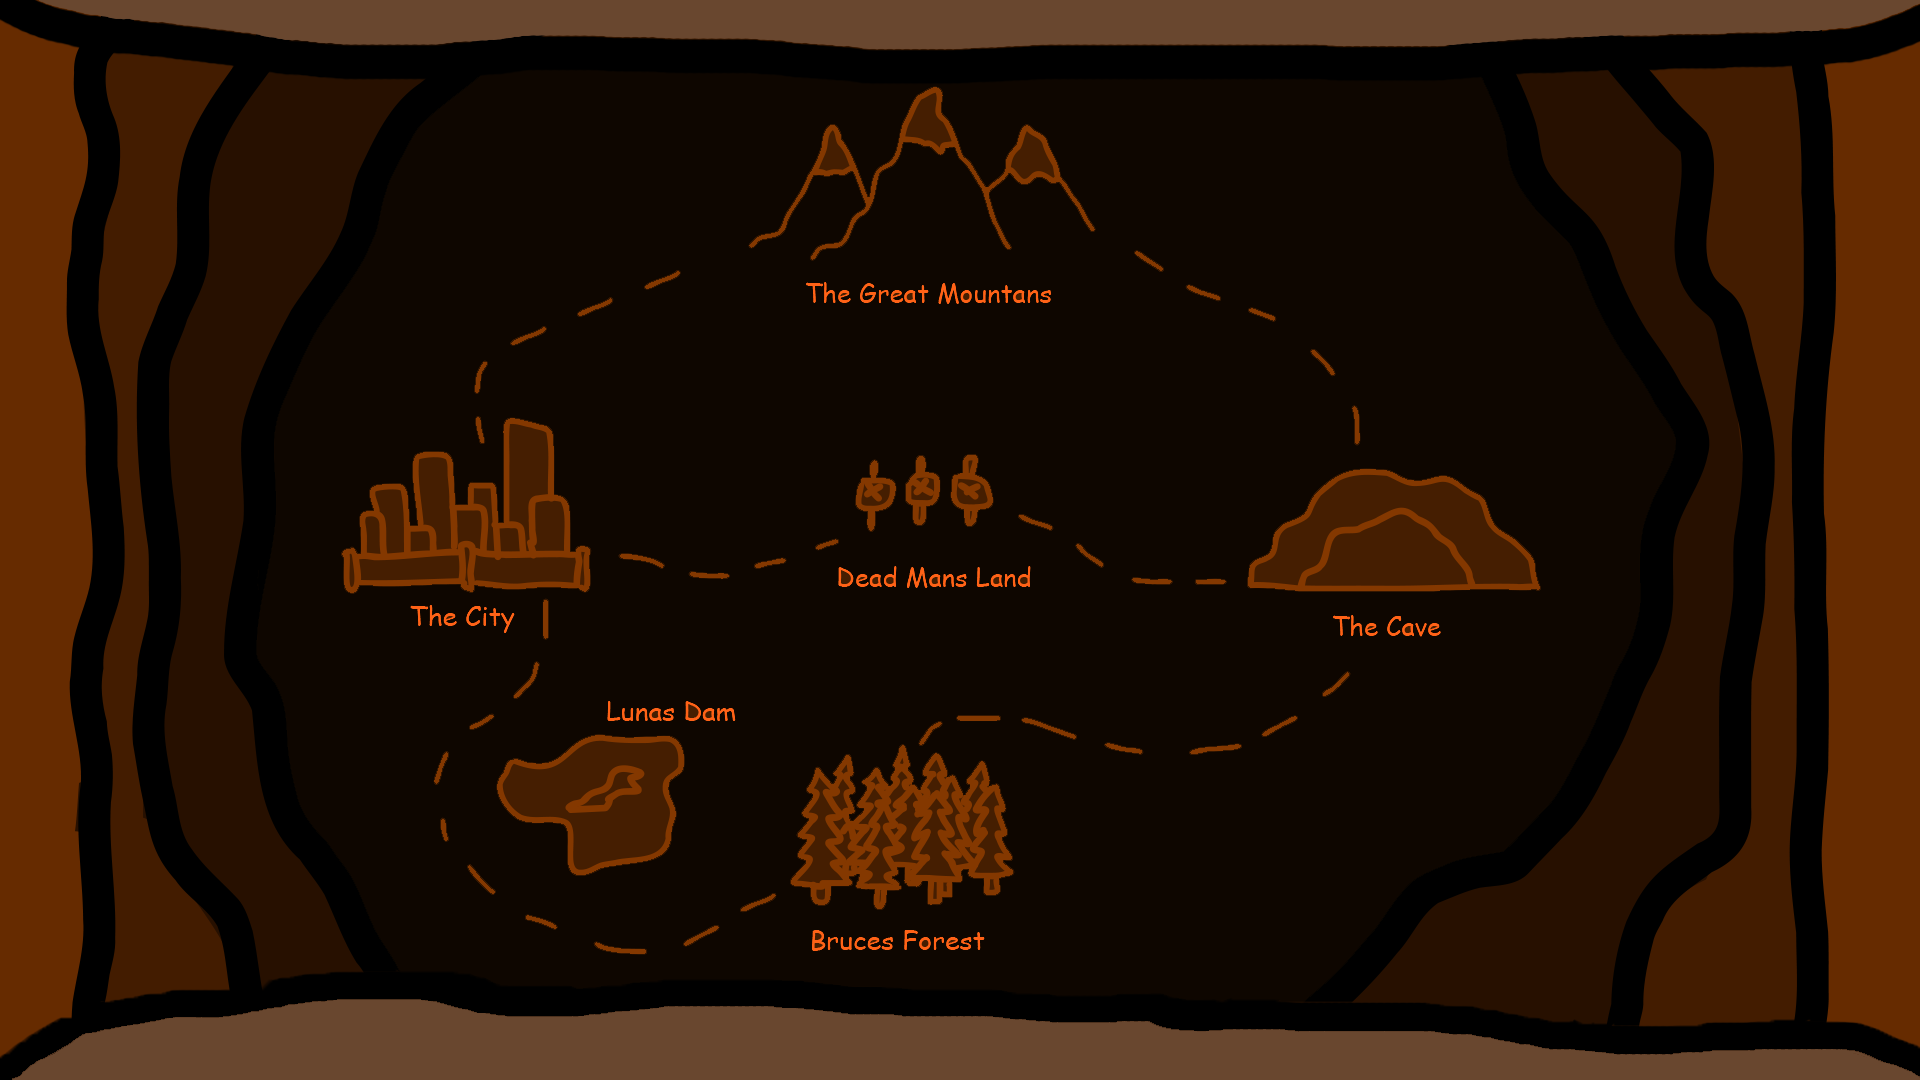 The Great Mountans
Dead Mans Land
The City
The Cave
Lunas Dam
Bruces Forest